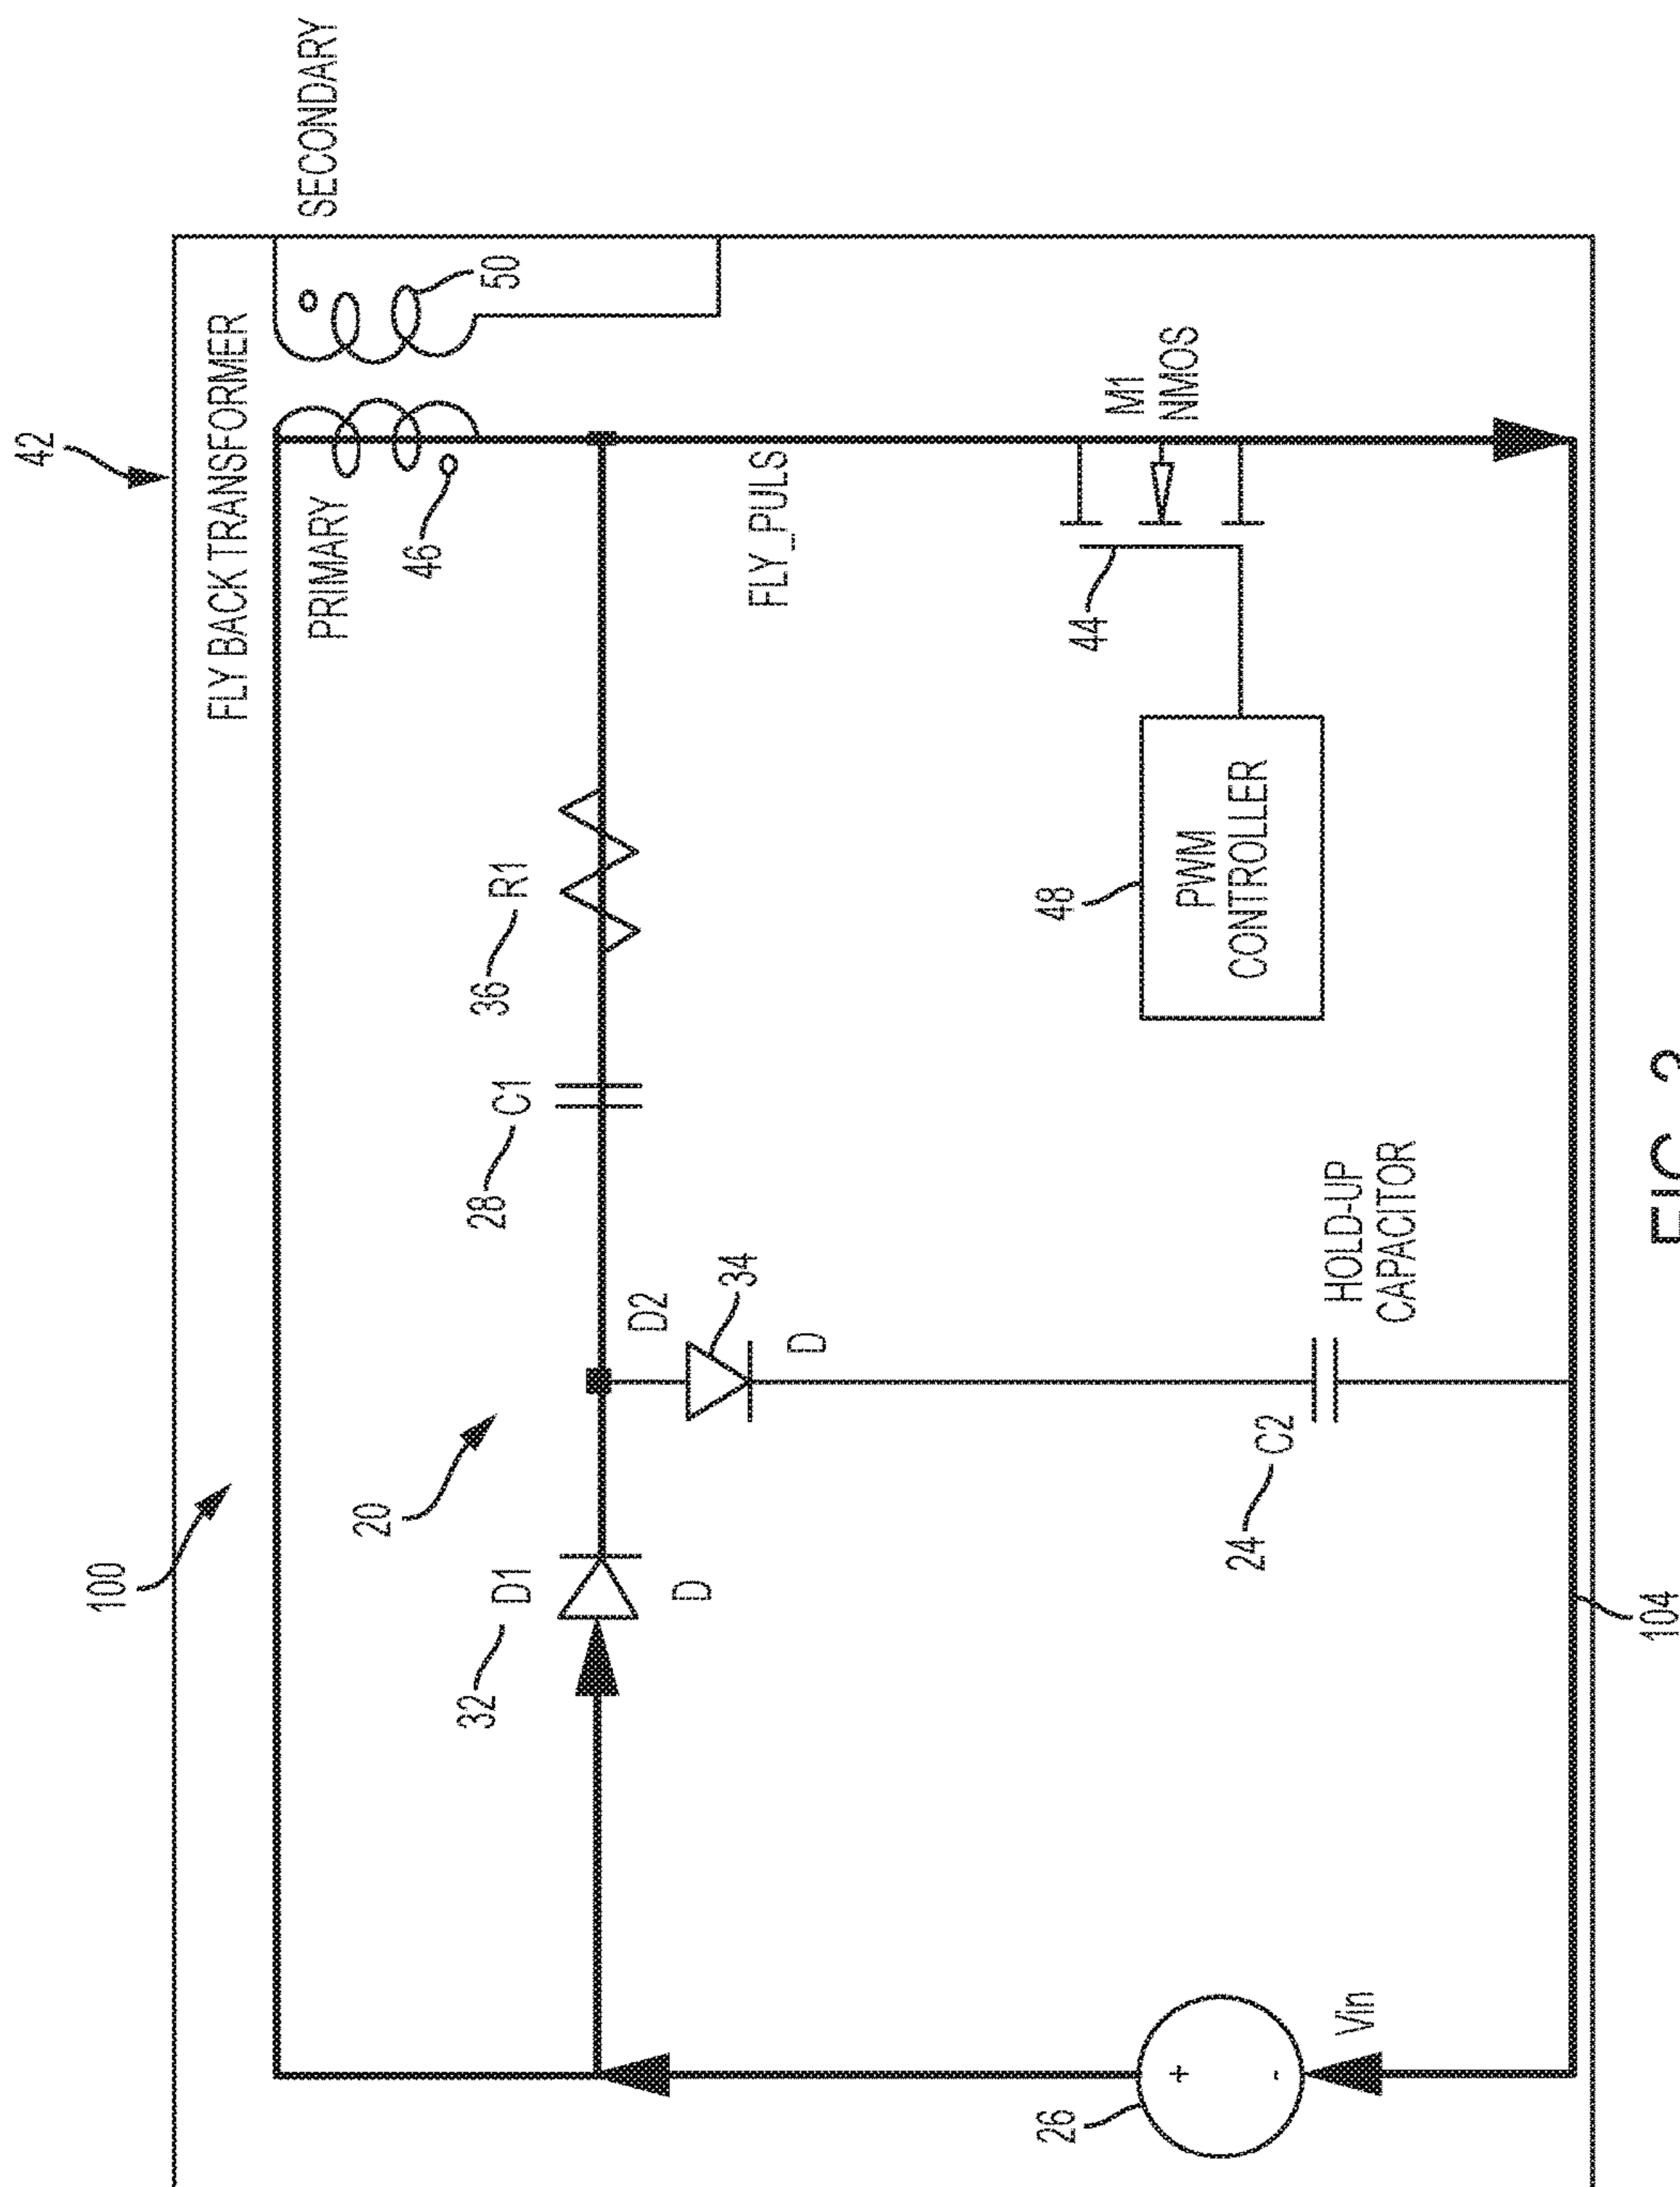 42
100
FLY BACK TRANSFORMER
PRIMARY
SECONDARY
20
46
50
32
D1
28
C1
36
R1
D
D2
34
D
FLY_PULS
26
+
-
Vin
24
C2
HOLD-UP
CAPACITOR
48
PWM
CONTROLLER
44
M1
NMOS
104